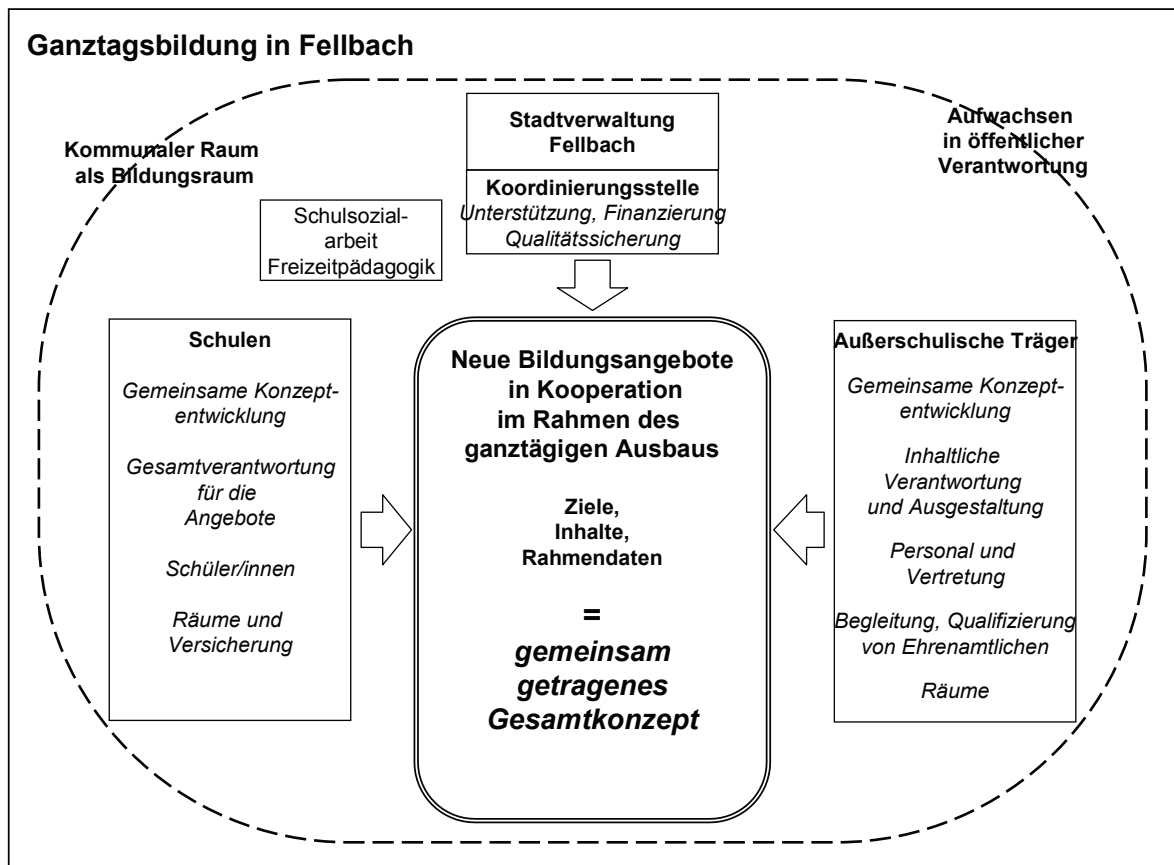 Ganztagsbildung in Fellbach
Kommunaler Raum
als Bildungsraum
Stadtverwaltung
Fellbach
Koordinierungsstelle
Unterstützung, Finanzierung
Qualitätssicherung
Aufwachsen
in öffentlicher
Verantwortung
Schulsozial-
arbeit
Freizeitpädagogik
Schulen
Gemeinsame Konzept-
entwicklung
Gesamtverantwortung
für die
Angebote
Schüler/innen
Räume und
Versicherung
Neue Bildungsangebote
in Kooperation
im Rahmen des
ganztägigen Ausbaus
Ziele,
Inhalte,
Rahmendaten
=
gemeinsam
getragenes
Gesamtkonzept
Außerschulische Träger
Gemeinsame Konzept-
entwicklung
Inhaltliche
Verantwortung
und Ausgestaltung
Personal und
Vertretung
Begleitung, Qualifizierung
von Ehrenamtlichen
Räume